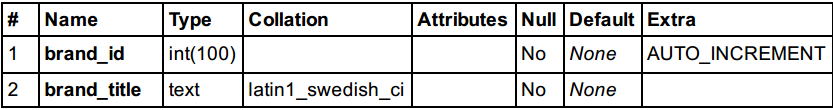 # Name Type Collation Attributes Null Default Extra
1 brand_id int(100) No None AUTO_INCREMENT
2 brand_title text latin1_swedish_ci No None